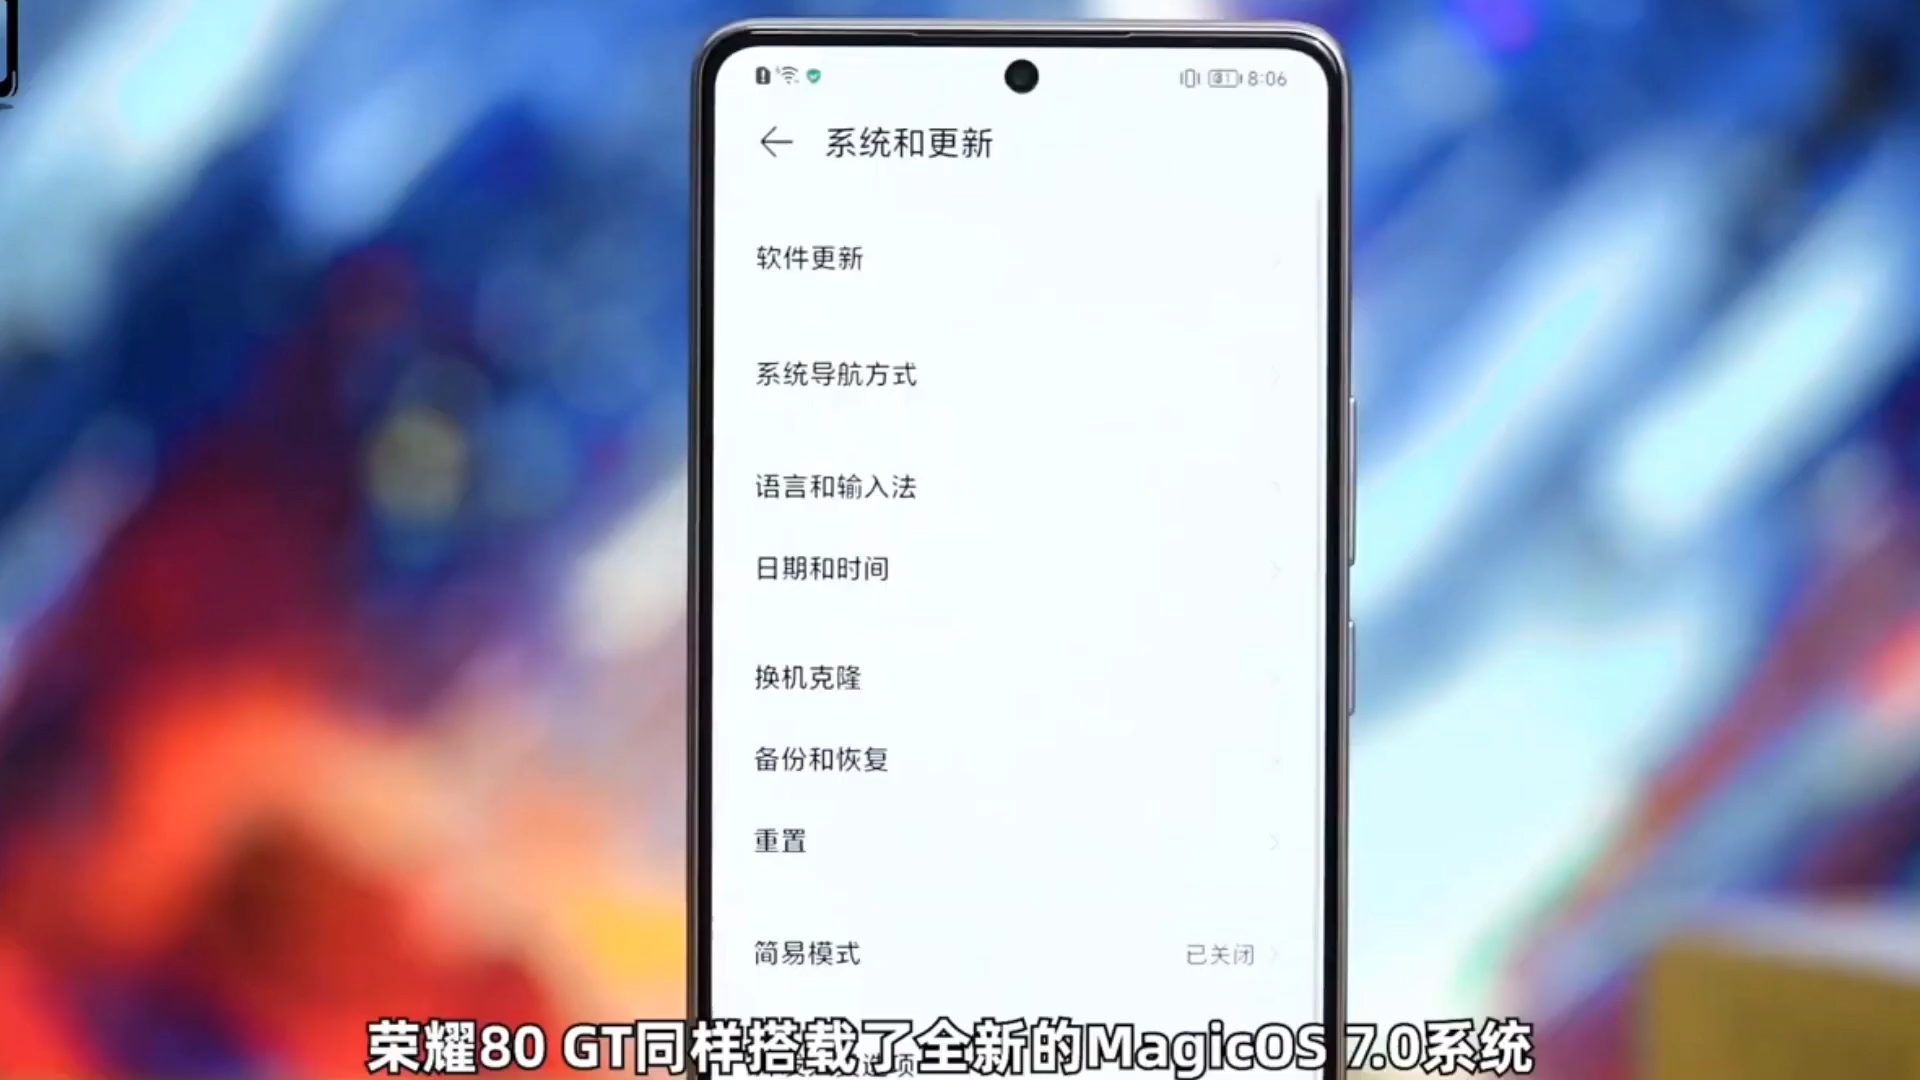 81 8:06
系统和更新
软件更新
系统导航方式
语言和输入法
日期和时间
换机克隆
备份和恢复
重置
简易模式 已关闭
荣耀80 GT同样搭载了全新的MagicOS 7.0系统